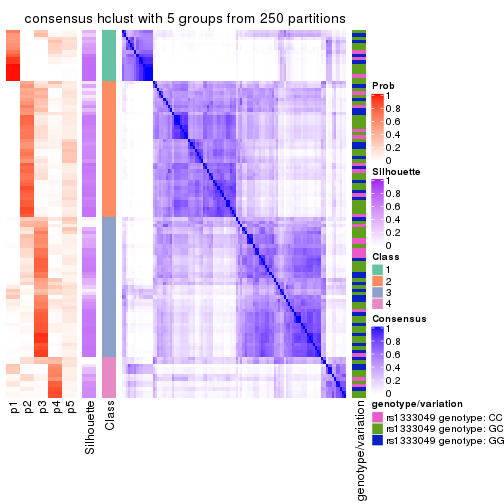 consensus hclust with 5 groups from 250 partitions
Prob
1
0.8
0.6
0.4
0.2
0
Silhouette
1
0.8
0.6
0.4
0.2
0
Class
1
2
3
4
Consensus
1
0.8
0.6
0.4
0.2
0
genotype/variation
rs1333049 genotype: CC
rs1333049 genotype: GC
rs1333049 genotype: GG
p1
p2
p3
p4
p5
Silhouette
Class
genotype/variation